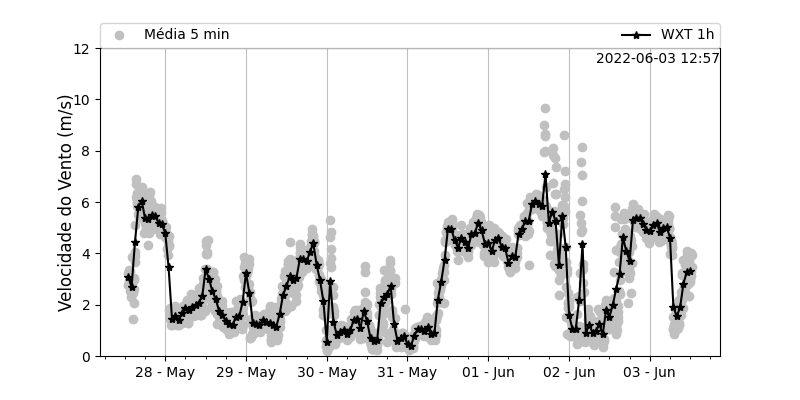 Média 5 min
WXT 1h
2022-06-03 12:57
Velocidade do Vento (m/s)
12
10
8
6
4
2
0
28 - May
29 - May
30 - May
31 - May
01 - Jun
02 - Jun
03 - Jun